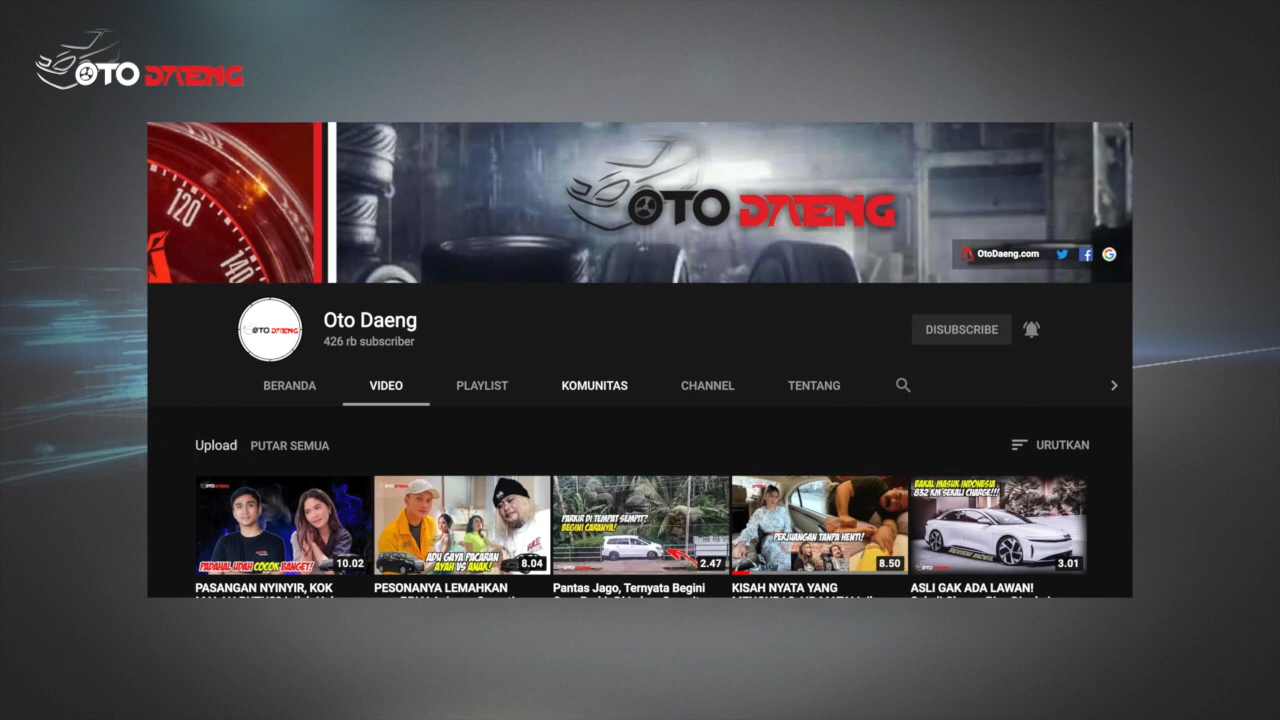 OTO DAENG
120
140
OTO DAENG
OtoDaeng.com
OTO DAENG
Oto Daeng
426 rb subscriber
DISUBSCRIBE
BERANDA VIDEO PLAYLIST KOMUNITAS CHANNEL TENTANG
Upload PUTAR SEMUA URUTKAN
PADAHAL UDAH COCOK BANGET!
10.02
ADU GAYA PACARAN
AYAH VS ANAK!
8.04
PARKIR DI TEMPAT SEMPIT?
BEGINI CARANYA!
2.47
PERJUANGAN TANPA HENTI!
8.50
BAKAL MASUK INDONESIA
832 KM SEKALI CHARGE!!!
3.01
PASANGAN NYINYIR, KOK
PESONANYA LEMAHKAN
Pantas Jago, Ternyata Begini
KISAH NYATA YANG
ASLI GAK ADA LAWAN!